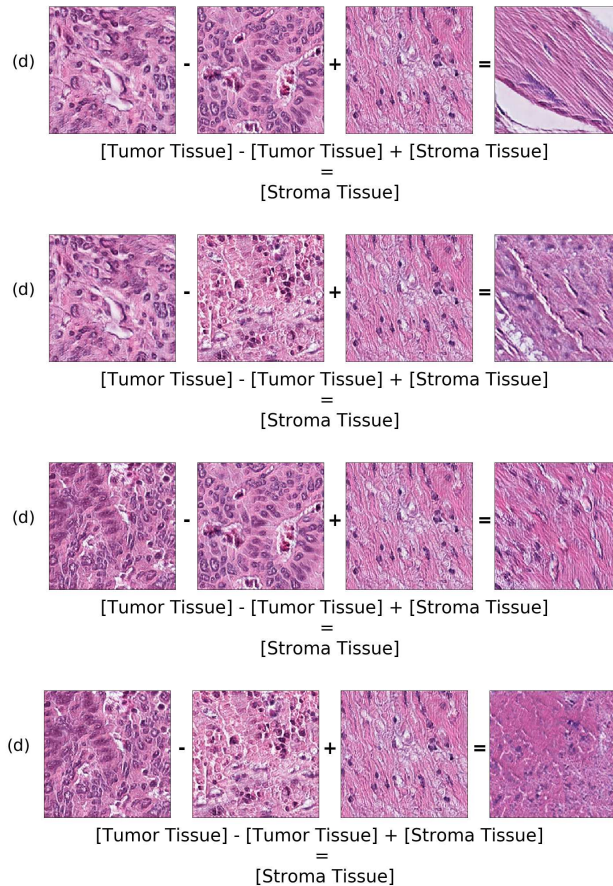 (d) - + =
[Tumor Tissue] - [Tumor Tissue] + [Stroma Tissue]
=
[Stroma Tissue]
(d) - + =
[Tumor Tissue] - [Tumor Tissue] + [Stroma Tissue]
=
[Stroma Tissue]
(d) - + =
[Tumor Tissue] - [Tumor Tissue] + [Stroma Tissue]
=
[Stroma Tissue]
(d) - + =
[Tumor Tissue] - [Tumor Tissue] + [Stroma Tissue]
=
[Stroma Tissue]